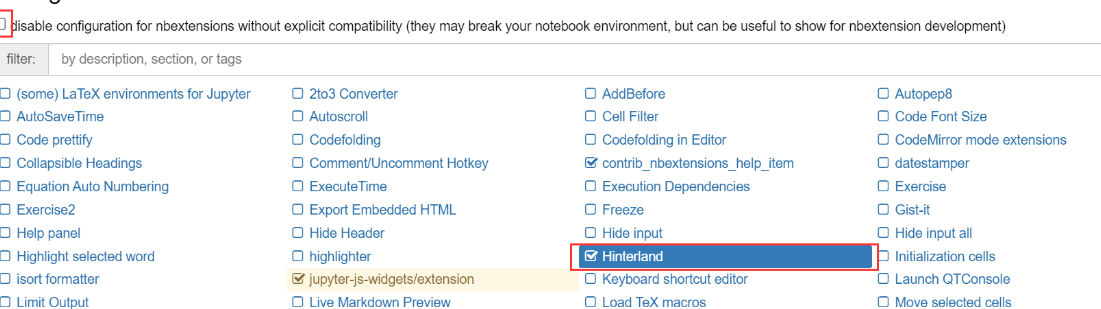 disable configuration for nbextensions without explicit compatibility (they may break your notebook environment, but can be useful to show for nbextension development)
filter: by description, section, or tags
(some) LaTeX environments for Jupyter 2to3 Converter AddBefore Autopep8
AutoSaveTime Autoscroll Cell Filter Code Font Size
Code prettify Codefolding Codefolding in Editor CodeMirror mode extensions
Collapsible Headings Comment/Uncomment Hotkey contrib_nbextensions_help_item datestamper
Equation Auto Numbering ExecuteTime Execution Dependencies Exercise
Exercise2 Export Embedded HTML Freeze Gist-it
Help panel Hide Header Hide input Hide input all
Highlight selected word highlighter Hinterland Initialization cells
isort formatter jupyter-js-widgets/extension Keyboard shortcut editor Launch QTConsole
Limit Output Live Markdown Preview Load TeX macros Move selected cells